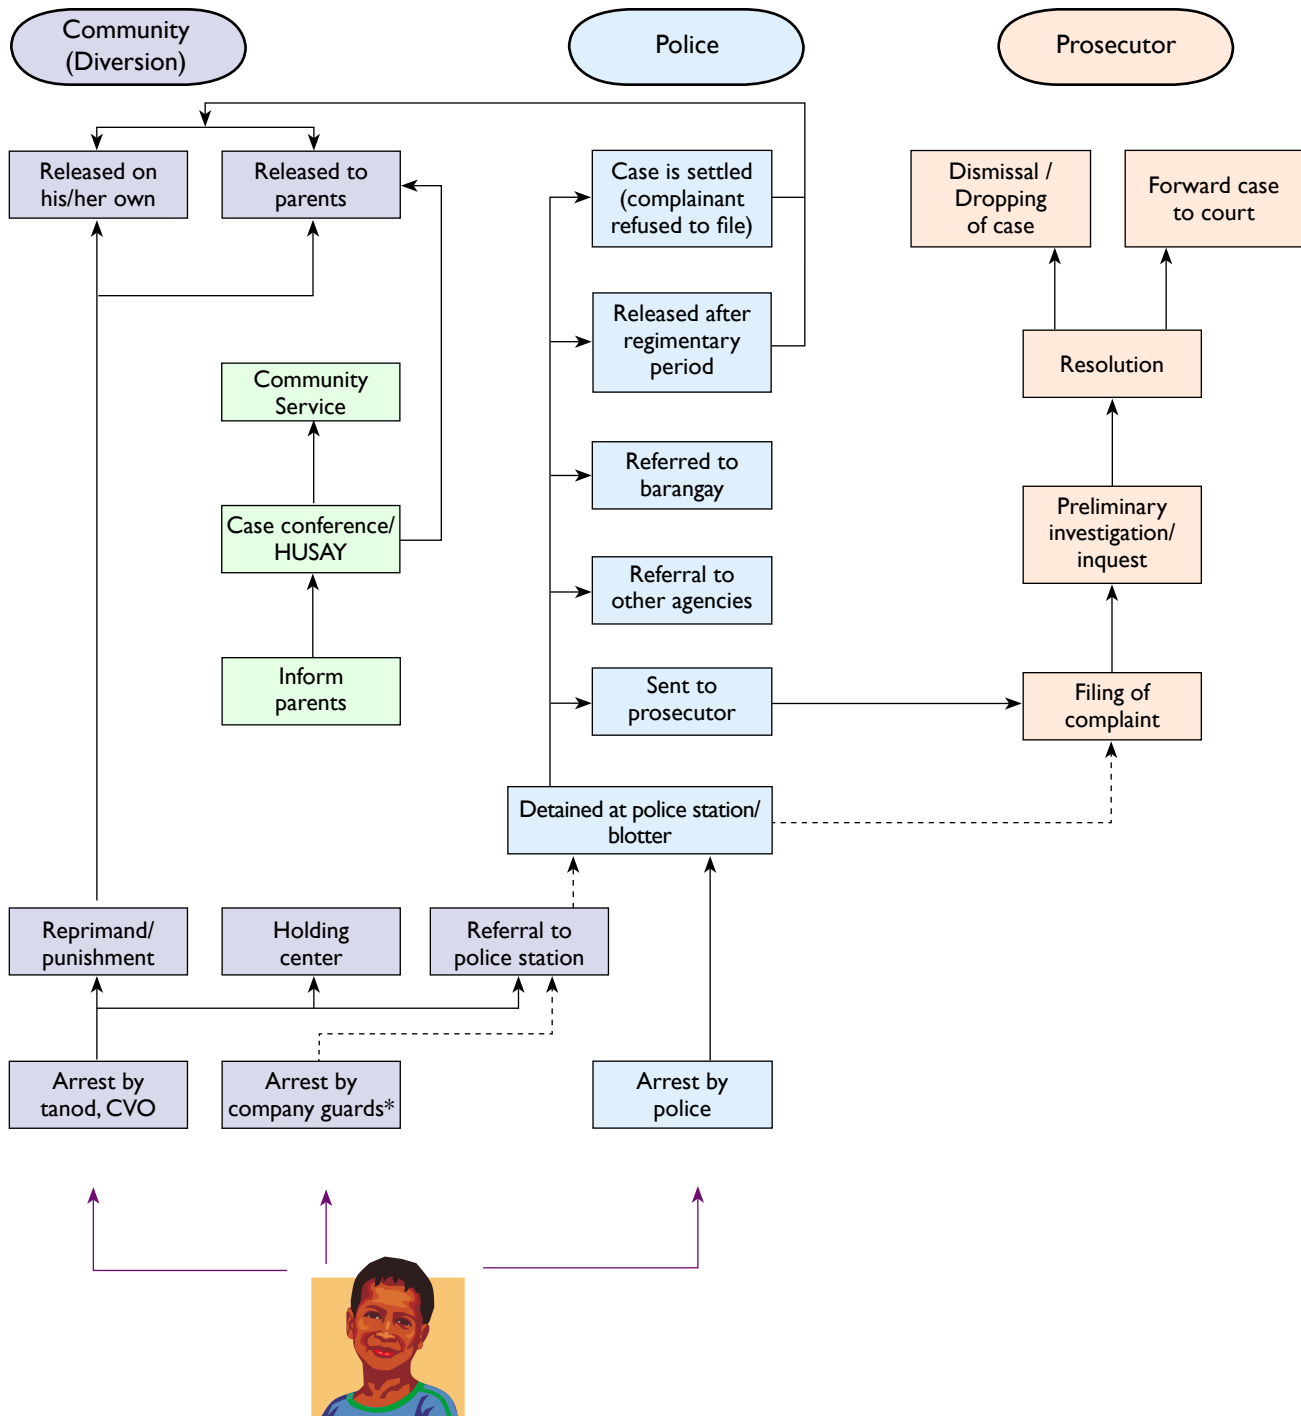 Community
(Diversion)
Police
Prosecutor
Released on
his/her own
Released to
parents
Case is settled
(complainant
refused to file)
Dismissal /
Dropping
of case
Forward case
to court
Released after
regimentary
period
Resolution
Community
Service
Referred to
barangay
Case conference/
HUSAY
Preliminary
investigation/
inquest
Referral to
other agencies
Inform
parents
Sent to
prosecutor
Filing of
complaint
Detained at police station/
blotter
Reprimand/
punishment
Holding
center
Referral to
police station
Arrest by
tanod, CVO
Arrest by
company guards*
Arrest by
police